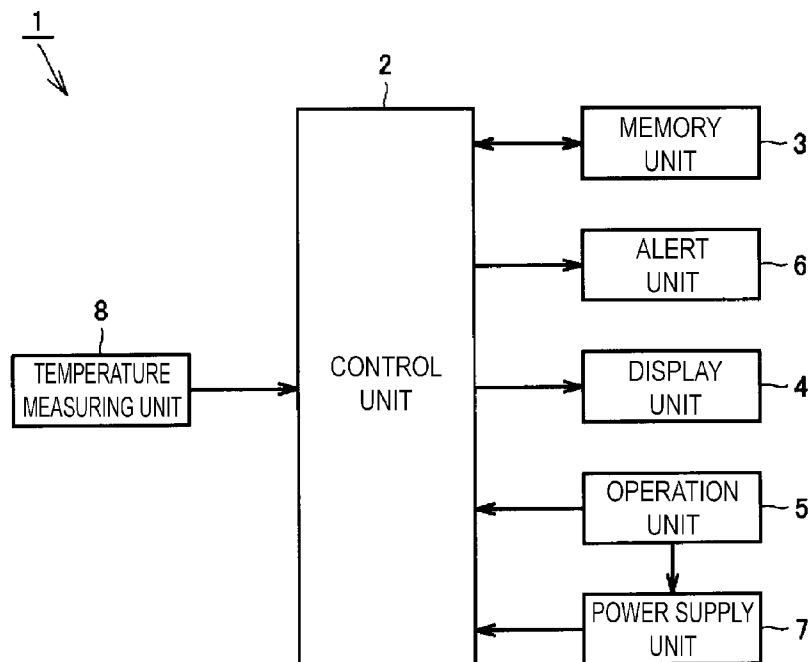 1
2
MEMORY
UNIT
3
ALERT
UNIT
6
8
TEMPERATURE
MEASURING UNIT
CONTROL
UNIT
DISPLAY
UNIT
4
OPERATION
UNIT
5
POWER SUPPLY
UNIT
7